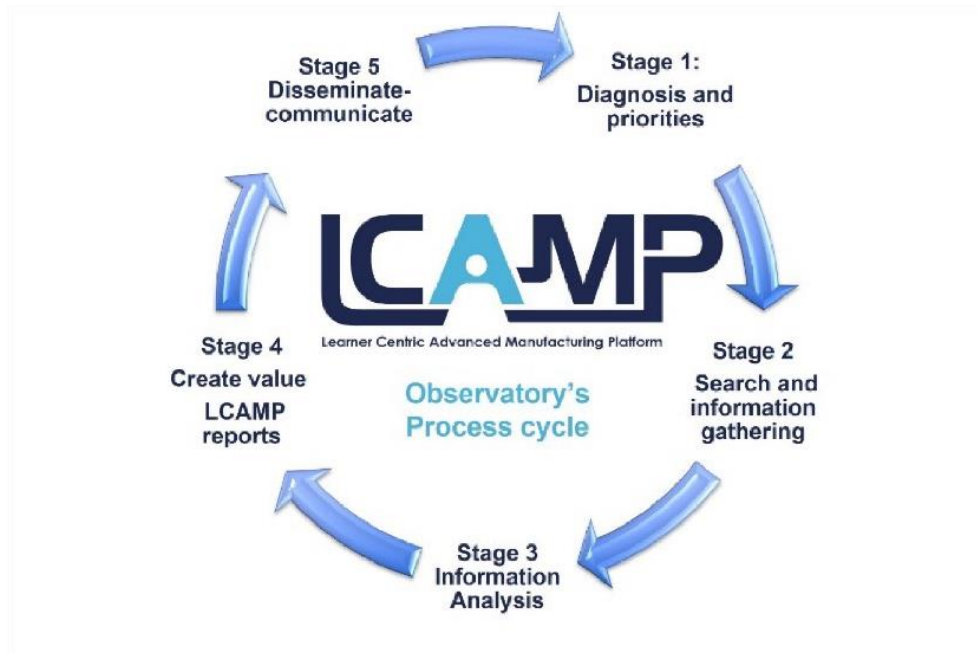 Stage 5
Disseminate-
communicate
Stage 1:
Diagnosis and
priorities
LCAMP
Learner Centric Advanced Manufacturing Platform
Observatory's
Process cycle
Stage 2
Search and
information
gathering
Stage 3
Information
Analysis
Stage 4
Create value
LCAMP
reports